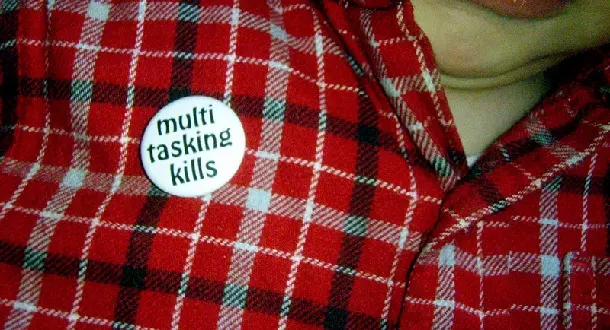 multi
tasking
kills